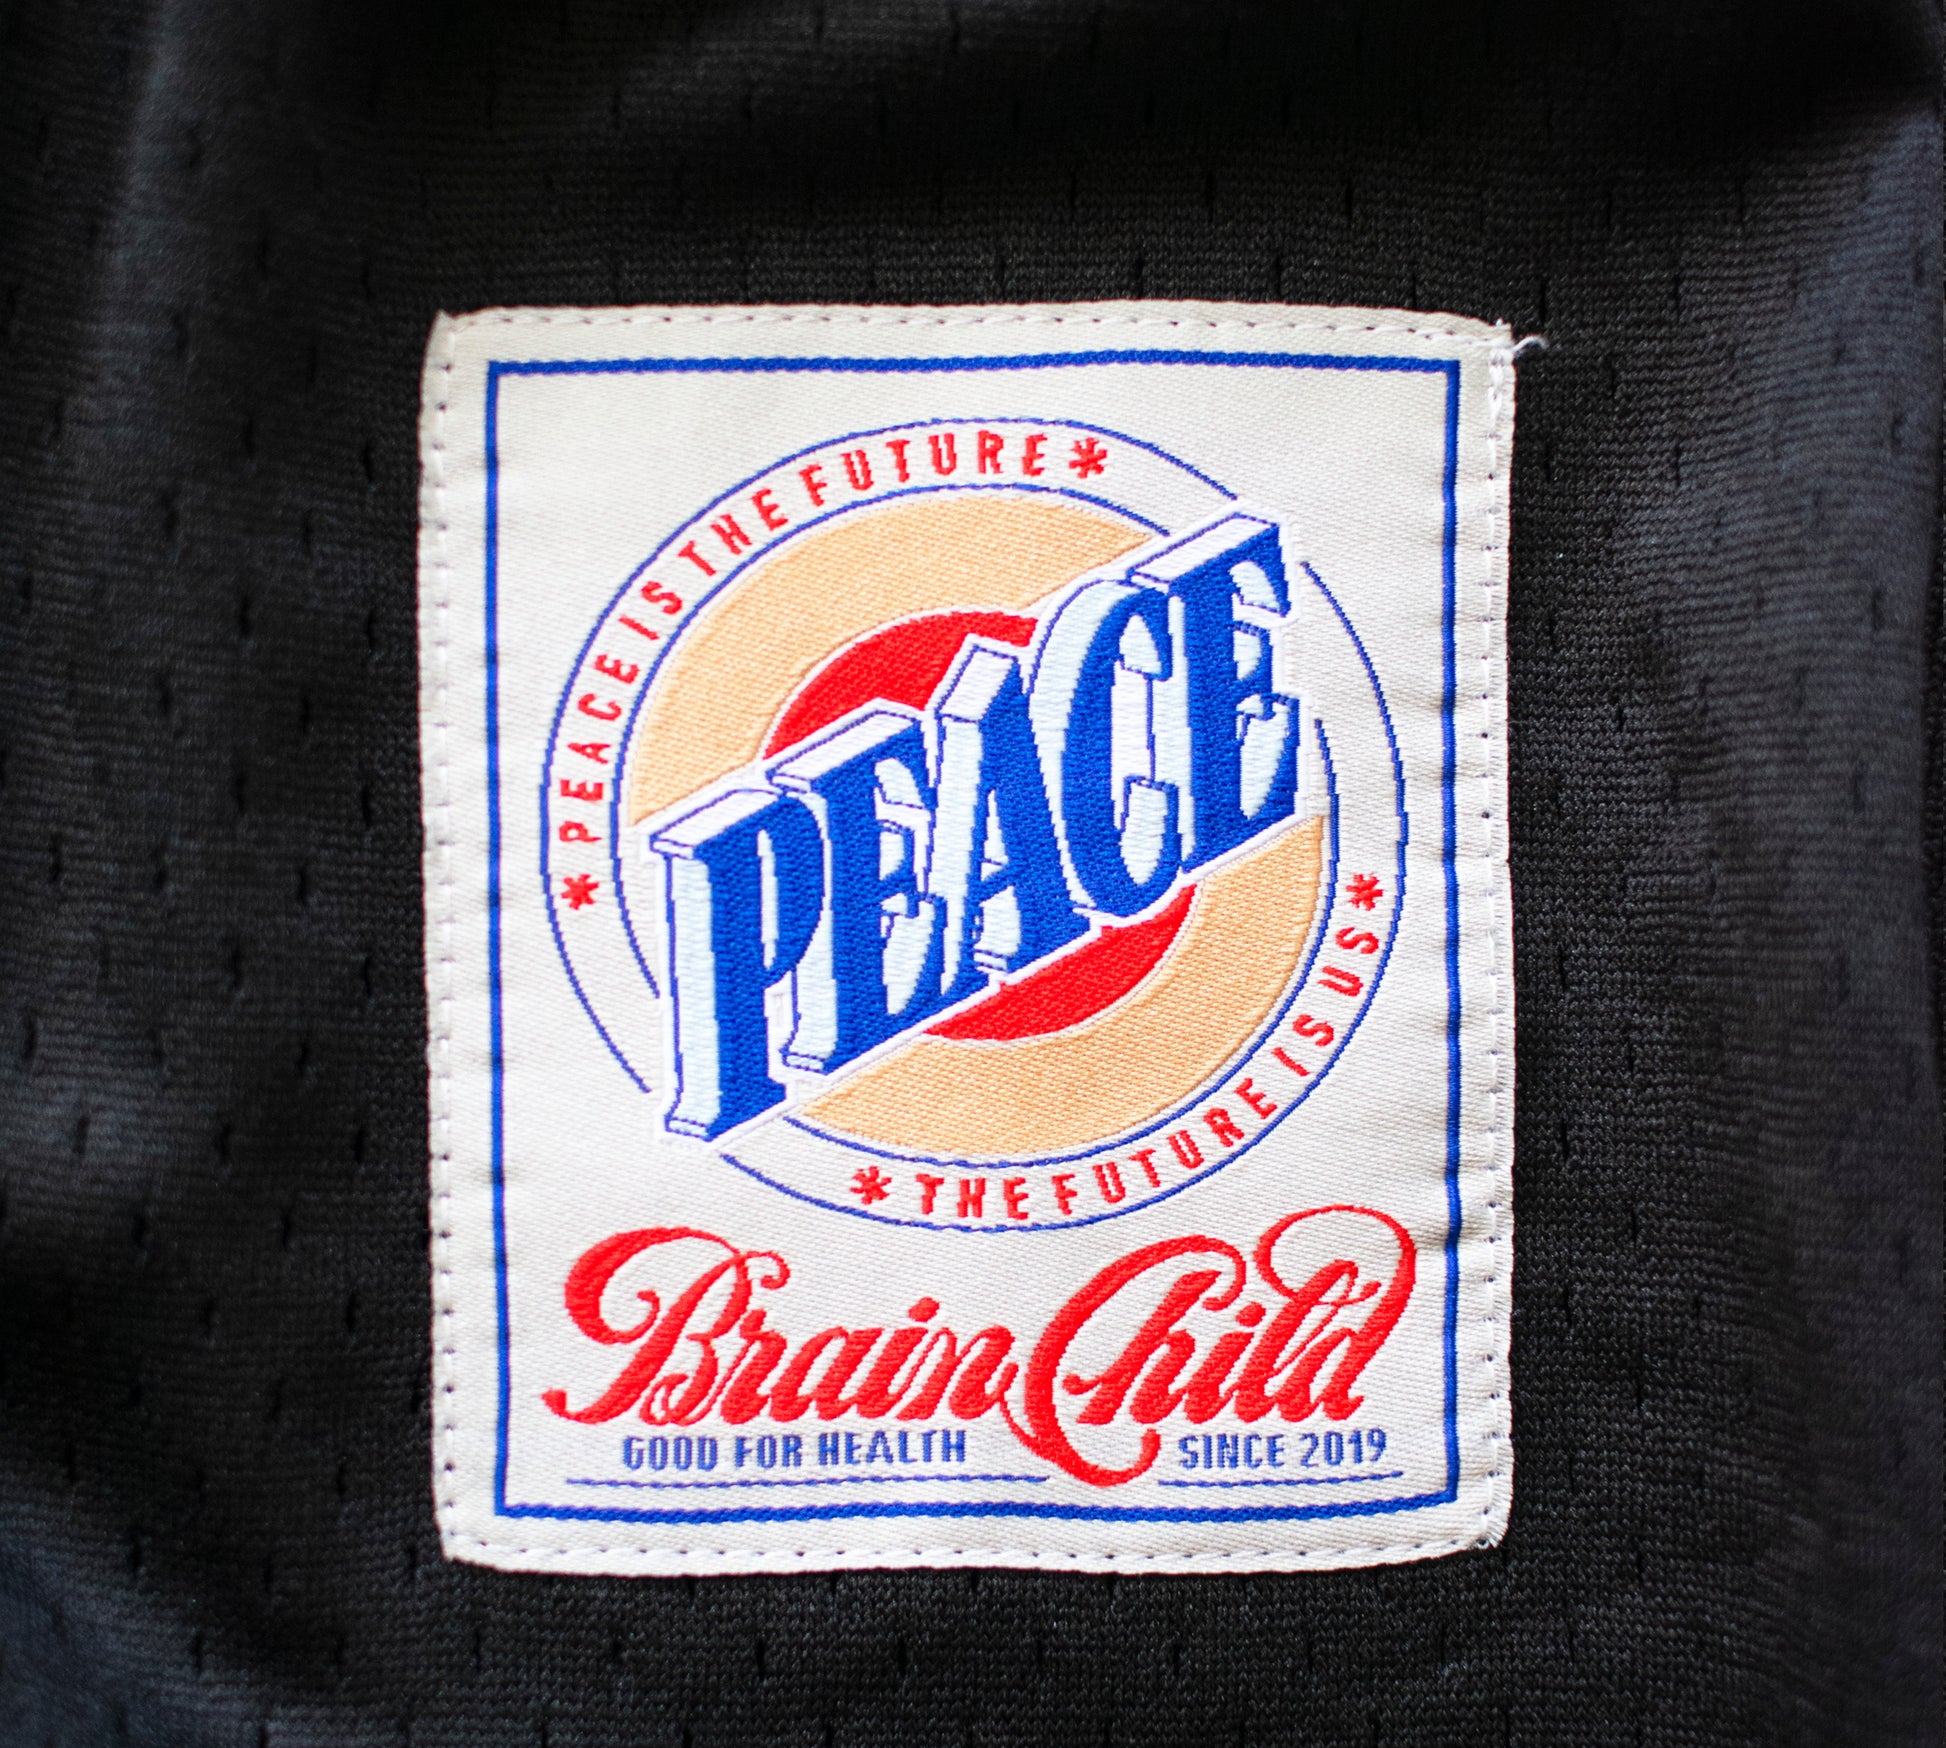 *PEACE IS THE FUTURE*
PEACE
*THE FUTURE IS US*
Brain Child
GOOD FOR HEALTH SINCE 2019